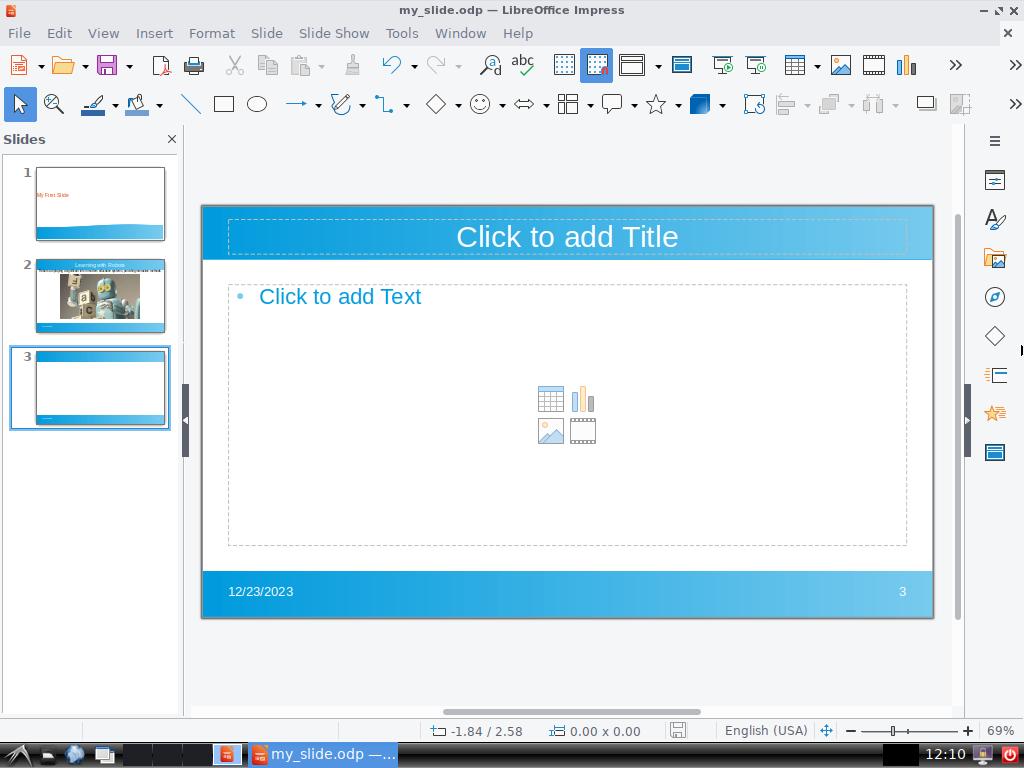 my_slide.odp — LibreOffice Impress
File Edit View Insert Format Slide Slide Show Tools Window Help
abc
Slides
1
My First Slide
2
Learning with Robots
3
Click to add Title
Click to add Text
12/23/2023
3
-1.84 / 2.58
0.00 x 0.00
English (USA)
69%
my_slide.odp —...
12:10